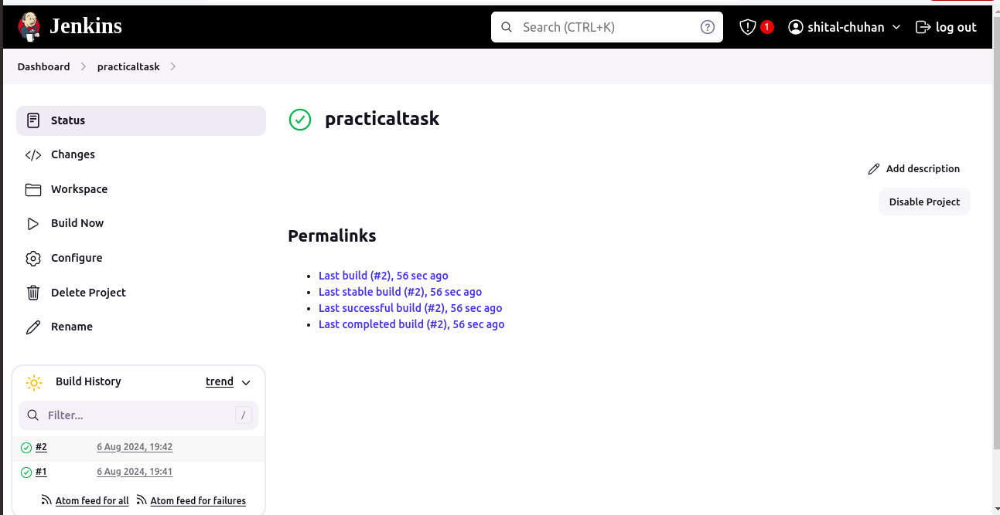 Jenkins
Search (CTRL+K)
?
1
shital-chuhan
log out
Dashboard
practicaltask
Status
Changes
Workspace
Build Now
Configure
Delete Project
Rename
practicaltask
Add description
Disable Project
Permalinks
Last build (#2), 56 sec ago
Last stable build (#2), 56 sec ago
Last successful build (#2), 56 sec ago
Last completed build (#2), 56 sec ago
Build History
trend
Filter...
/
#2 6 Aug 2024, 19:42
#1 6 Aug 2024, 19:41
Atom feed for all Atom feed for failures